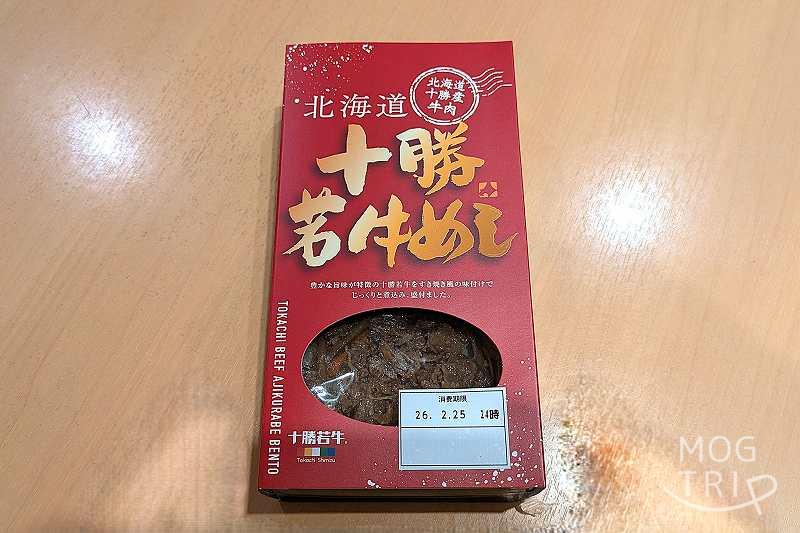 北海道
十勝産
牛肉
北海道
十勝
若牛めし
豊かな旨味が特徴の十勝若牛をすき焼き風の味付けで
じっくりと煮込み、盛付ました。
TOKACHI BEEF AJIKURABE BENTO
消費期限
26. 2.25 24時
十勝若牛
Tokachi Shimizu
MOG
TRIP